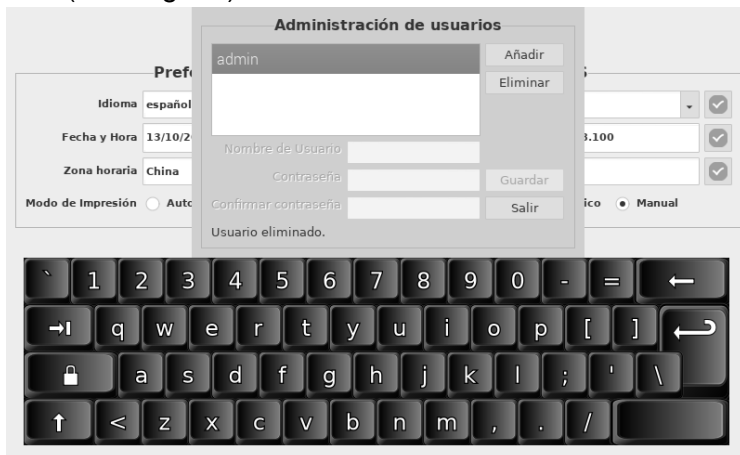 Administración de usuarios
admin
Añadir
Eliminar
Nombre de Usuario
Contraseña
Guardar
Confirmar contraseña
Salir
Usuario eliminado.
Idioma español
Fecha y Hora 13/10/2
3.100
Zona horaria China
Modo de Impresión
Manual
` 1 2 3 4 5 6 7 8 9 0 - =
q w e r t y u i o p [ ]
a s d f g h j k l ; ' \
< z x c v b n m , . /